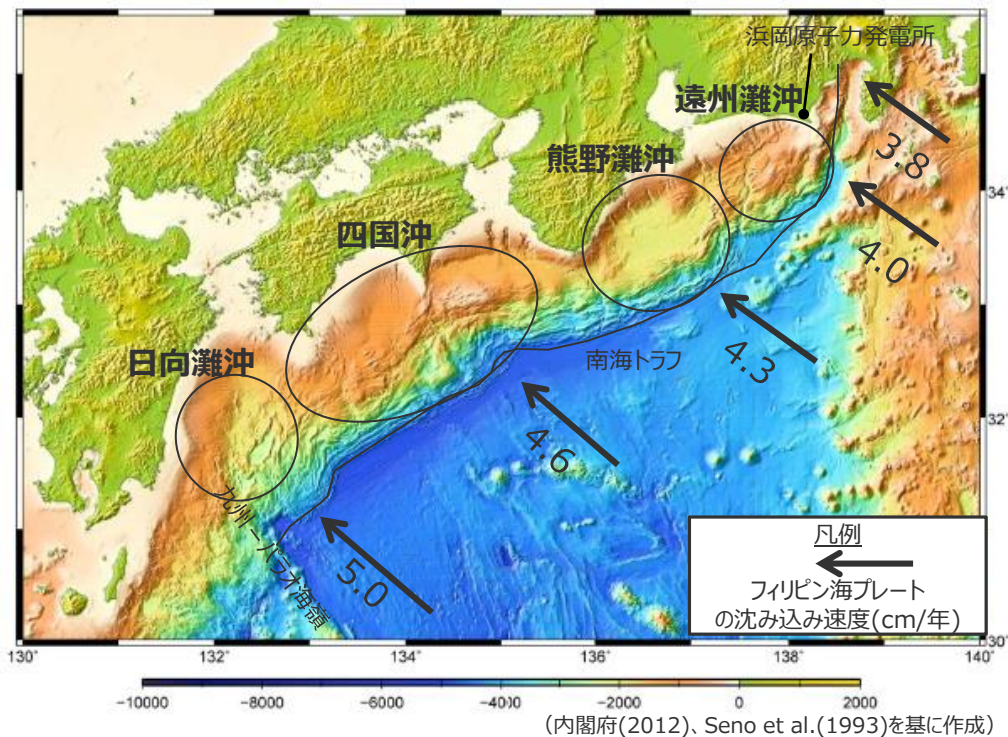 浜岡原子力発電所
遠州灘沖
熊野灘沖
四国沖
日向灘沖
3.8
4.0
4.3
4.6
5.0
南海トラフ
九州－パラオ海嶺
凡例
フィリピン海プレート
の沈み込み速度(cm/年)
34°
32°
30°
130° 132° 134° 136° 138° 140°
-10000 -8000 -6000 -4000 -2000 0 2000
(内閣府(2012)、Seno et al.(1993)を基に作成)